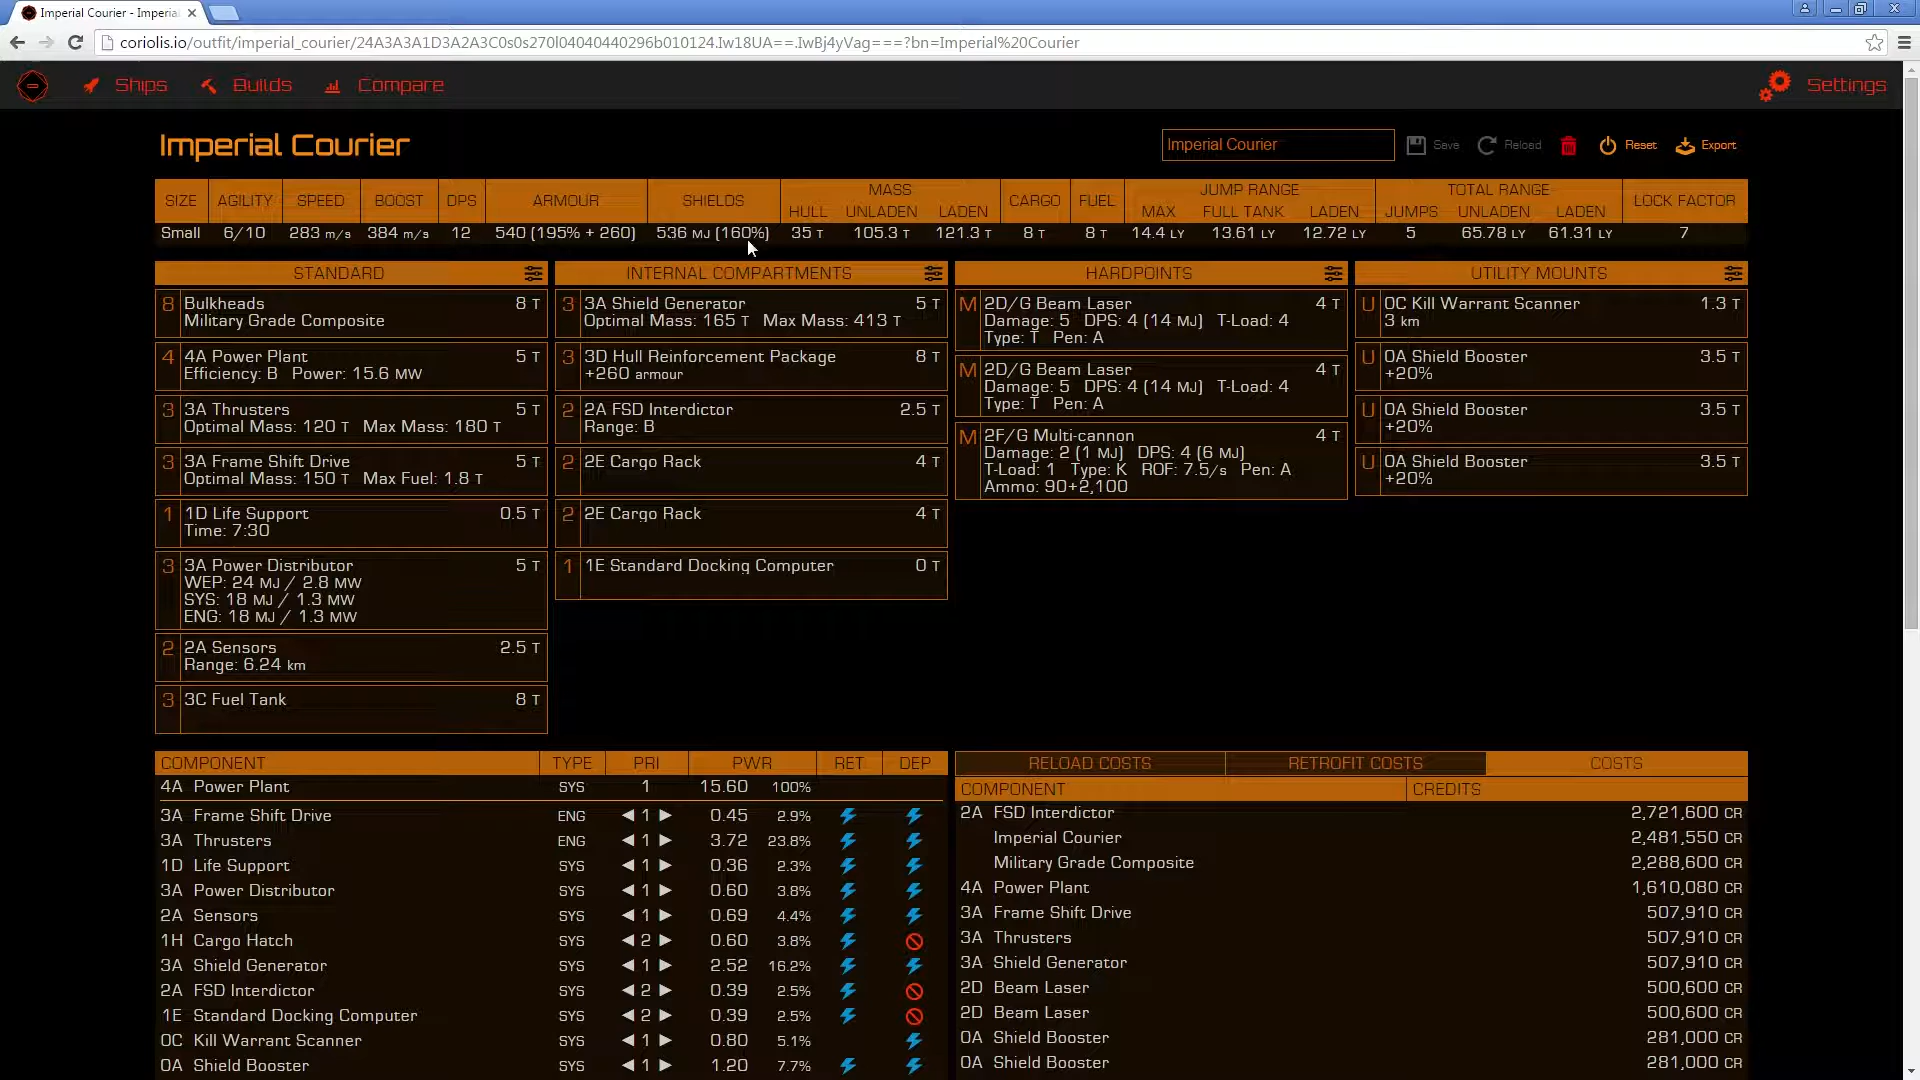 Imperial Courier - Imperia
coriolis.io/outfit/imperial_courier/24A3A3A1D3A2A3C0s0s270l04040440296b010124.Iw18UA==.IwBj4yVag===?bn=Imperial%20Courier
Ships Builds Compare Settings
Imperial Courier
Imperial Courier Save Reload Reset Export
SIZE AGILITY SPEED BOOST DPS ARMOUR SHIELDS MASS CARGO FUEL JUMP RANGE TOTAL RANGE LOCK FACTOR
HULL UNLADEN LADEN MAX FULL TANK LADEN JUMPS UNLADEN LADEN
Small 6/10 283 m/s 384 m/s 12 540 (195% + 260) 536 MJ (160%) 35 T 105.3 T 121.3 T 8 T 8 T 14.4 LY 13.61 LY 12.72 LY 5 65.78 LY 61.31 LY 7
STANDARD
8 Bulkheads 8 T
Military Grade Composite
4 4A Power Plant 5 T
Efficiency: B Power: 15.6 MW
3 3A Thrusters 5 T
Optimal Mass: 120 T Max Mass: 180 T
3 3A Frame Shift Drive 5 T
Optimal Mass: 150 T Max Fuel: 1.8 T
1 1D Life Support 0.5 T
Time: 7:30
3 3A Power Distributor 5 T
WEP: 24 MJ / 2.8 MW
SYS: 18 MJ / 1.3 MW
ENG: 18 MJ / 1.3 MW
2 2A Sensors 2.5 T
Range: 6.24 km
3 3C Fuel Tank 8 T
INTERNAL COMPARTMENTS
3 3A Shield Generator 5 T
Optimal Mass: 165 T Max Mass: 413 T
3 3D Hull Reinforcement Package 8 T
+260 armour
2 2A FSD Interdictor 2.5 T
Range: B
2 2E Cargo Rack 4 T
2 2E Cargo Rack 4 T
1 1E Standard Docking Computer 0 T
HARDPOINTS
M 2D/G Beam Laser 4 T
Damage: 5 DPS: 4 (14 MJ) T-Load: 4
Type: T Pen: A
M 2D/G Beam Laser 4 T
Damage: 5 DPS: 4 (14 MJ) T-Load: 4
Type: T Pen: A
M 2F/G Multi-cannon 4 T
Damage: 2 (1 MJ) DPS: 4 (6 MJ)
T-Load: 1 Type: K ROF: 7.5/s Pen: A
Ammo: 90+2,100
UTILITY MOUNTS
U 0C Kill Warrant Scanner 1.3 T
3 km
U 0A Shield Booster 3.5 T
+20%
U 0A Shield Booster 3.5 T
+20%
U 0A Shield Booster 3.5 T
+20%
COMPONENT TYPE PRI PWR RET DEP
4A Power Plant SYS 1 15.60 100%
3A Frame Shift Drive ENG 1 0.45 2.9%
3A Thrusters ENG 1 3.72 23.8%
1D Life Support SYS 1 0.36 2.3%
3A Power Distributor SYS 1 0.60 3.8%
2A Sensors SYS 1 0.69 4.4%
1H Cargo Hatch SYS 2 0.60 3.8%
3A Shield Generator SYS 1 2.52 16.2%
2A FSD Interdictor SYS 2 0.39 2.5%
1E Standard Docking Computer SYS 2 0.39 2.5%
0C Kill Warrant Scanner SYS 1 0.80 5.1%
0A Shield Booster SYS 1 1.20 7.7%
RELOAD COSTS RETROFIT COSTS COSTS
COMPONENT CREDITS
2A FSD Interdictor 2,721,600 CR
Imperial Courier 2,481,550 CR
Military Grade Composite 2,288,600 CR
4A Power Plant 1,610,080 CR
3A Frame Shift Drive 507,910 CR
3A Thrusters 507,910 CR
3A Shield Generator 507,910 CR
2D Beam Laser 500,600 CR
2D Beam Laser 500,600 CR
0A Shield Booster 281,000 CR
0A Shield Booster 281,000 CR